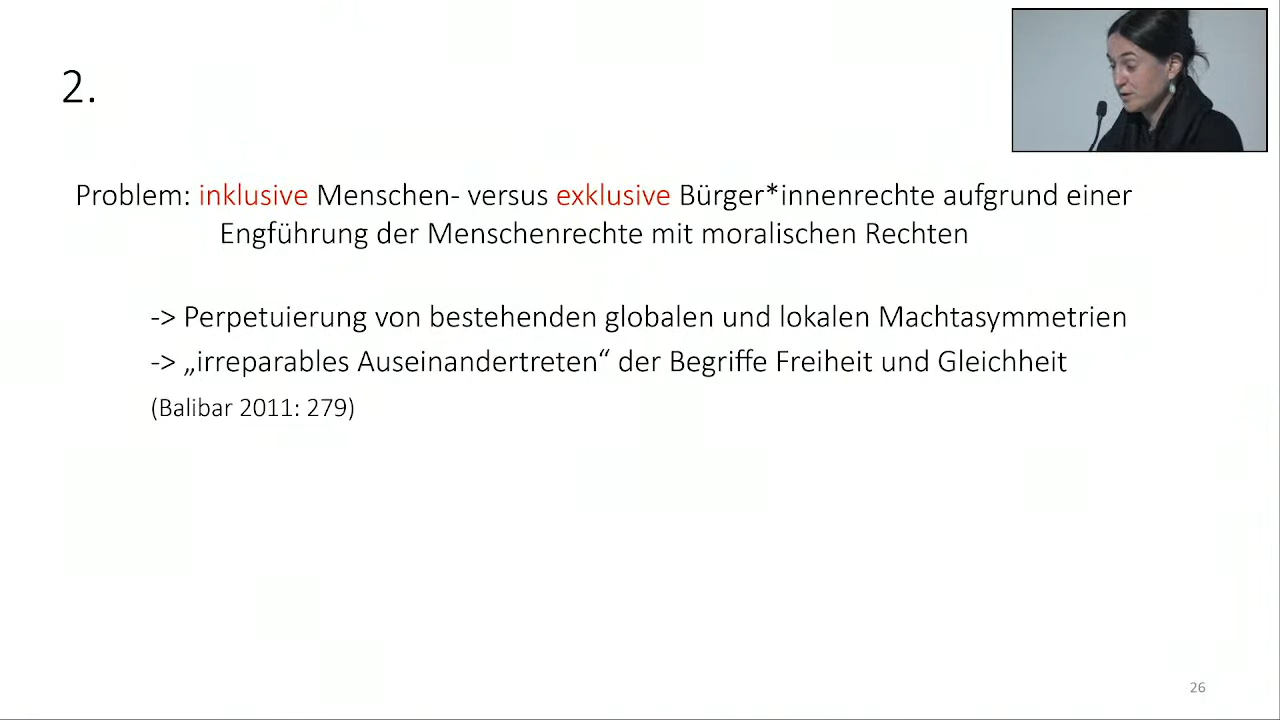 2.
Problem: inklusive Menschen- versus exklusive Bürger*innenrechte aufgrund einer
Engführung der Menschenrechte mit moralischen Rechten
-> Perpetuierung von bestehenden globalen und lokalen Machtasymmetrien
-> „irreparables Auseinandertreten“ der Begriffe Freiheit und Gleichheit
(Balibar 2011: 279)
26